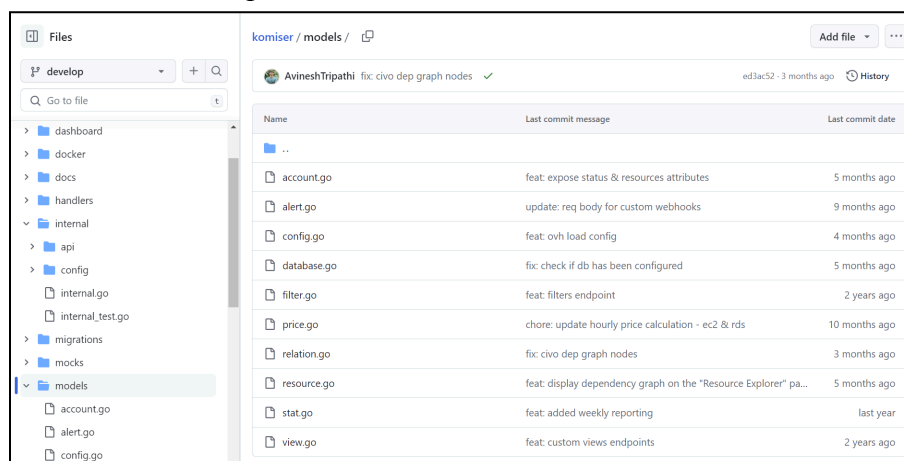 Files
develop
Go to file
t
dashboard
docker
docs
handlers
internal
api
config
internal.go
internal_test.go
migrations
mocks
models
account.go
alert.go
config.go
komiser / models /
Add file
...
AvineshTripathi fix: civo dep graph nodes
ed3ac52 · 3 months ago History
Name Last commit message Last commit date
..
account.go feat: expose status & resources attributes 5 months ago
alert.go update: req body for custom webhooks 9 months ago
config.go feat: ovh load config 4 months ago
database.go fix: check if db has been configured 5 months ago
filter.go feat: filters endpoint 2 years ago
price.go chore: update hourly price calculation - ec2 & rds 10 months ago
relation.go fix: civo dep graph nodes 3 months ago
resource.go feat: display dependency graph on the "Resource Explorer" pa... 5 months ago
stat.go feat: added weekly reporting last year
view.go feat: custom views endpoints 2 years ago